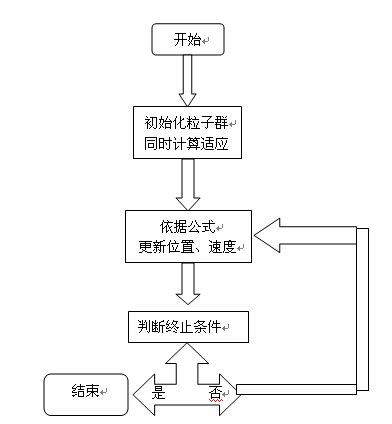 开始
初始化粒子群
同时计算适应
依据公式
更新位置、速度
判断终止条件
结束
是
否